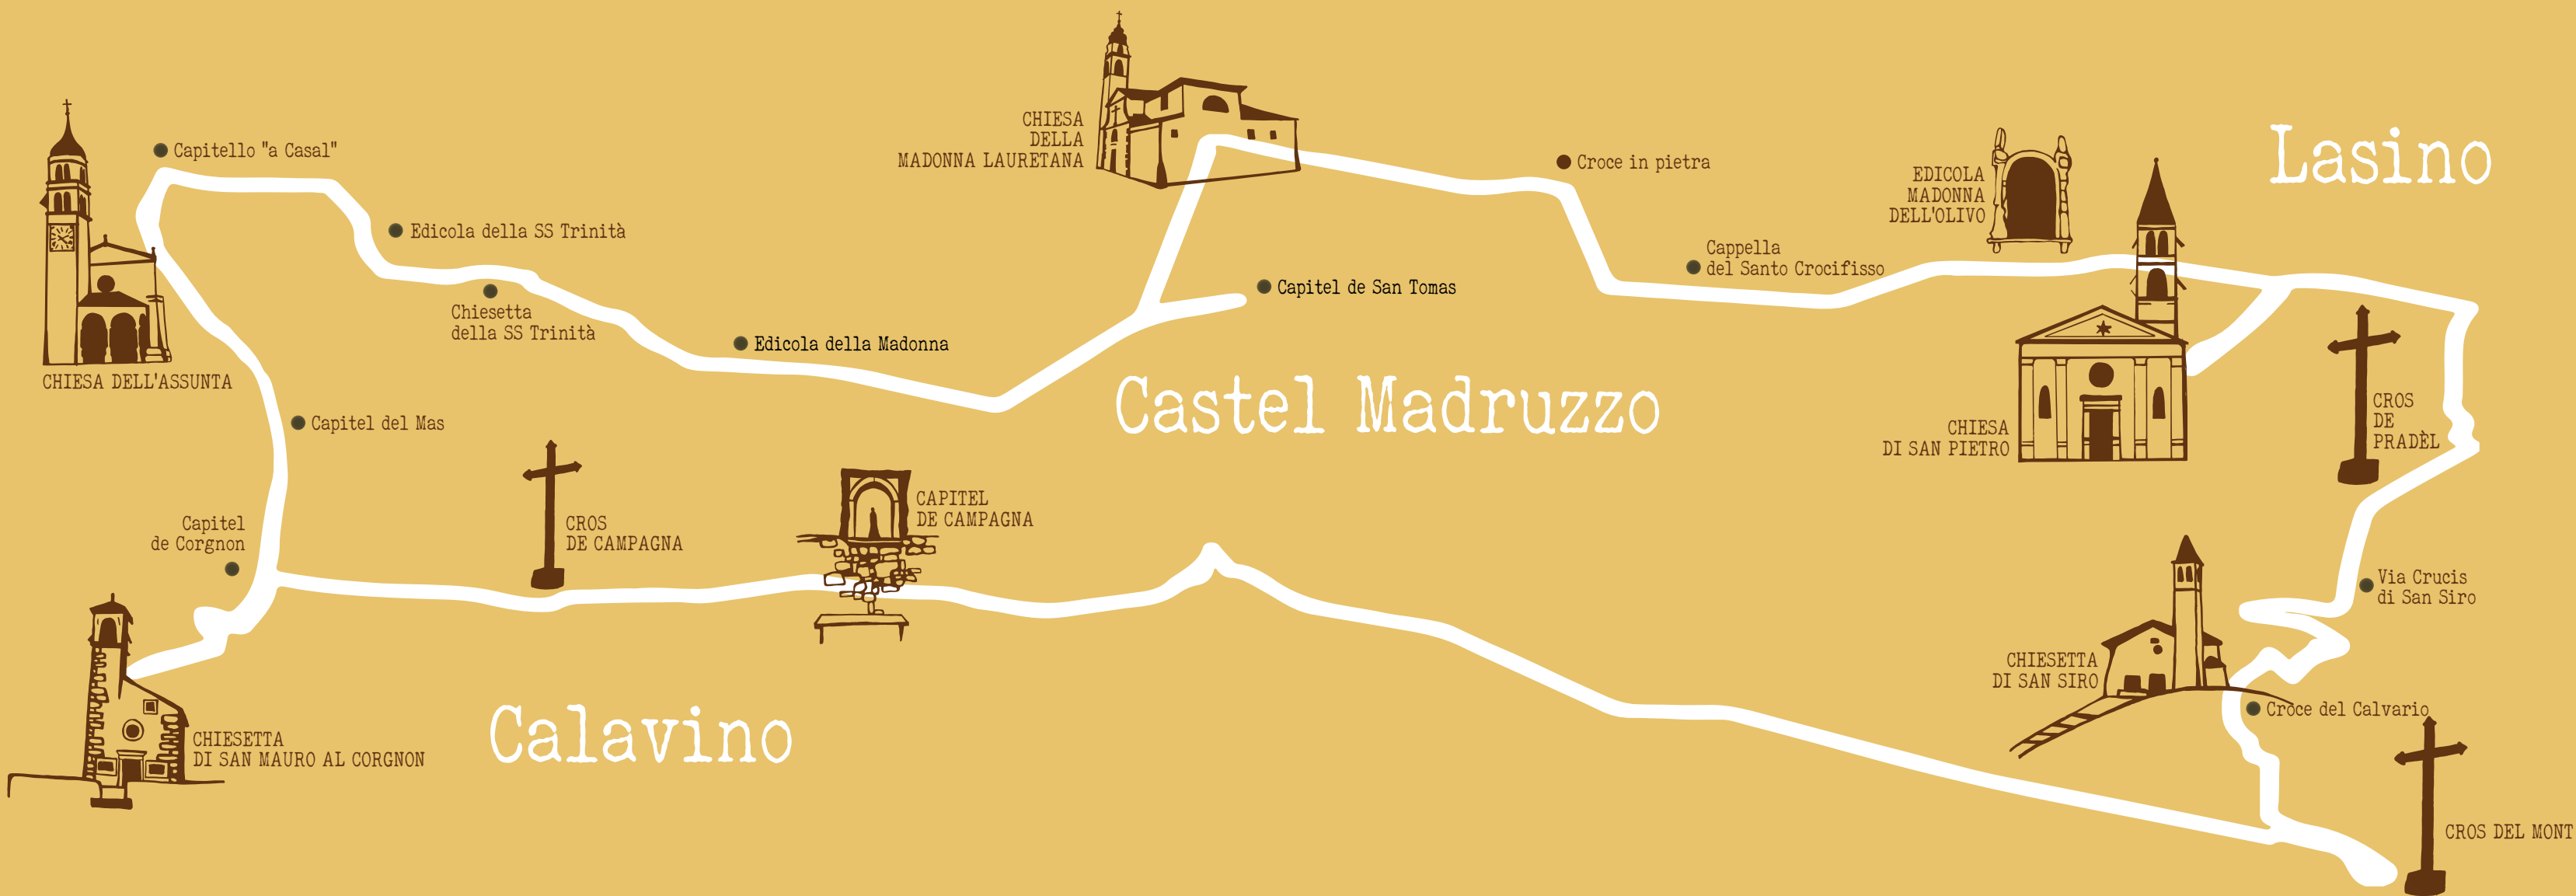 CHIESA
DELLA
MADONNA LAURETANA
Lasino
Capitello "a Casal"
Croce in pietra
EDICOLA
MADONNA
DELL'OLIVO
Edicola della SS Trinità
Cappella
del Santo Crocifisso
Capitel de San Tomas
Chiesetta
della SS Trinità
Edicola della Madonna
CHIESA DELL'ASSUNTA
Castel Madruzzo
Capitel del Mas
CHIESA
DI SAN PIETRO
CROS
DE
PRADÈL
CAPITEL
DE CAMPAGNA
Capitel
de Corgnon
CROS
DE CAMPAGNA
Via Crucis
di San Siro
CHIESETTA
DI SAN SIRO
Croce del Calvario
Calavino
CHIESETTA
DI SAN MAURO AL CORGNON
CROS DEL MONT